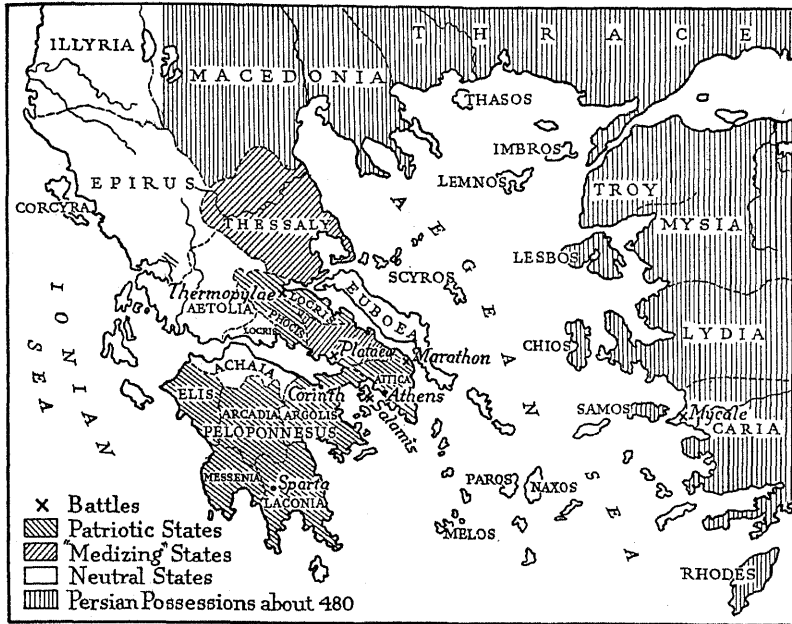 ILLYRIA
THRACE
MACEDONIA
THASOS
IMBROS
EPIRUS
LEMNOS
TROY
CORCYRA
THESSALY
AEGEAN SEA
MYSIA
LESBOS
SCYROS
Thermopylae
LOCRIS
EUBOEA
AETOLIA
PHOCIS
IONIAN SEA
LOCRIS
Plataea
Marathon
CHIOS
LYDIA
ACHAIA
ATTICA
ELIS
Corinth
Athens
ARCADIA
ARGOLIS
Salamis
SAMOS
Mycale
PELOPONNESUS
CARIA
MESSENIA
Sparta
PAROS
NAXOS
LACONIA
MELOS
RHODES
× Battles
Patriotic States
"Medizing" States
Neutral States
Persian Possessions about 480